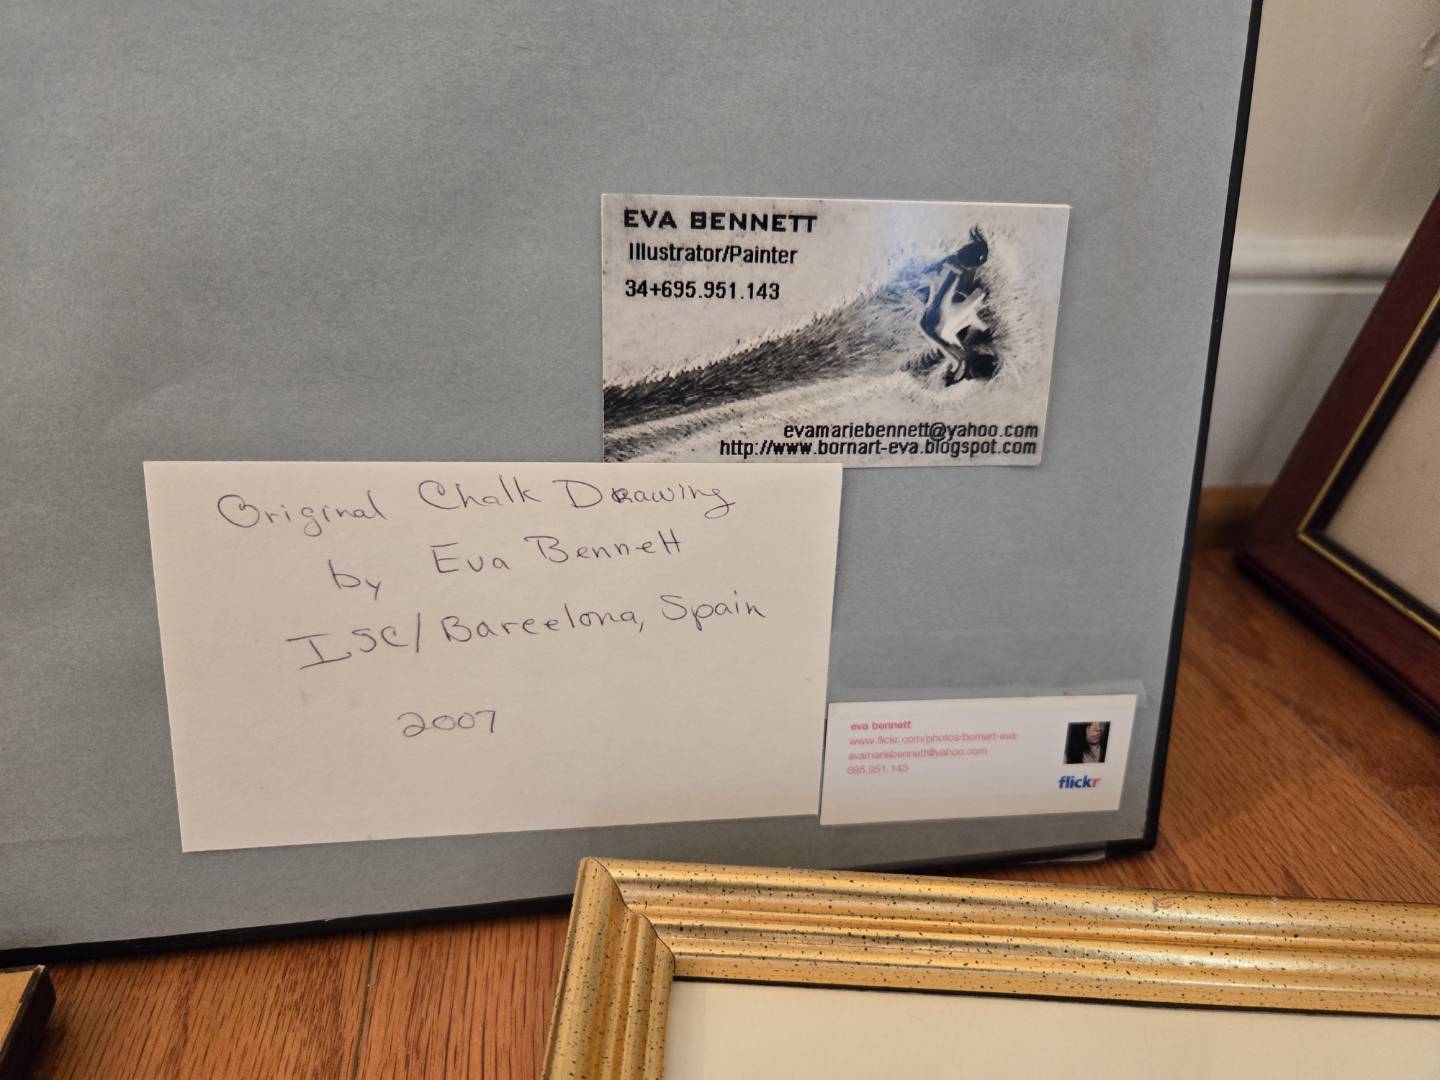 EVA BENNETT
Illustrator/Painter
34+695.951.143
evamariebennett@yahoo.com
http://www.bornart-eva.blogspot.com
Original Chalk Drawing
by Eva Bennett
ISC/Barcelona, Spain
2007
eva bennett
www.flickr.com/photos/bornart-eva
evamariebennett@yahoo.com
695.951.143
flickr